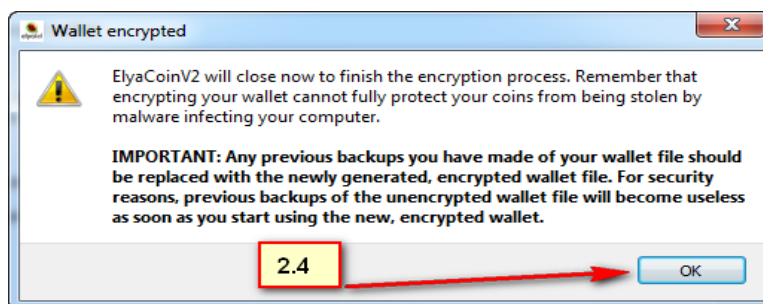 Wallet encrypted
ElyaCoinV2 will close now to finish the encryption process. Remember that
encrypting your wallet cannot fully protect your coins from being stolen by
malware infecting your computer.
IMPORTANT: Any previous backups you have made of your wallet file should
be replaced with the newly generated, encrypted wallet file. For security
reasons, previous backups of the unencrypted wallet file will become useless
as soon as you start using the new, encrypted wallet.
2.4
OK